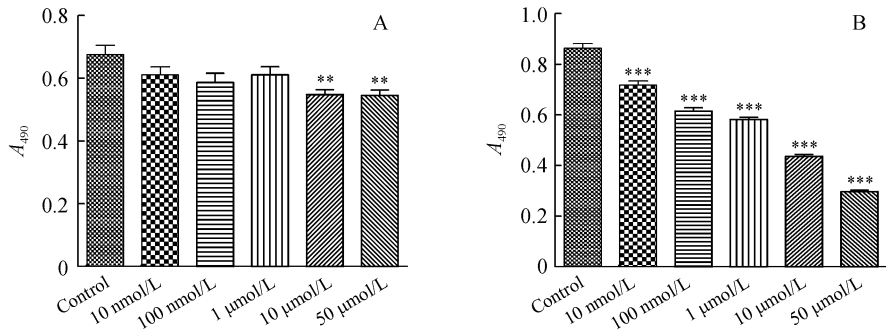 A
0.8
0.6
0.4
0.2
0
A490
**
**
Control
10 nmol/L
100 nmol/L
1 μmol/L
10 μmol/L
50 μmol/L
B
1.0
0.8
0.6
0.4
0.2
0
A490
***
***
***
***
***
Control
10 nmol/L
100 nmol/L
1 μmol/L
10 μmol/L
50 μmol/L